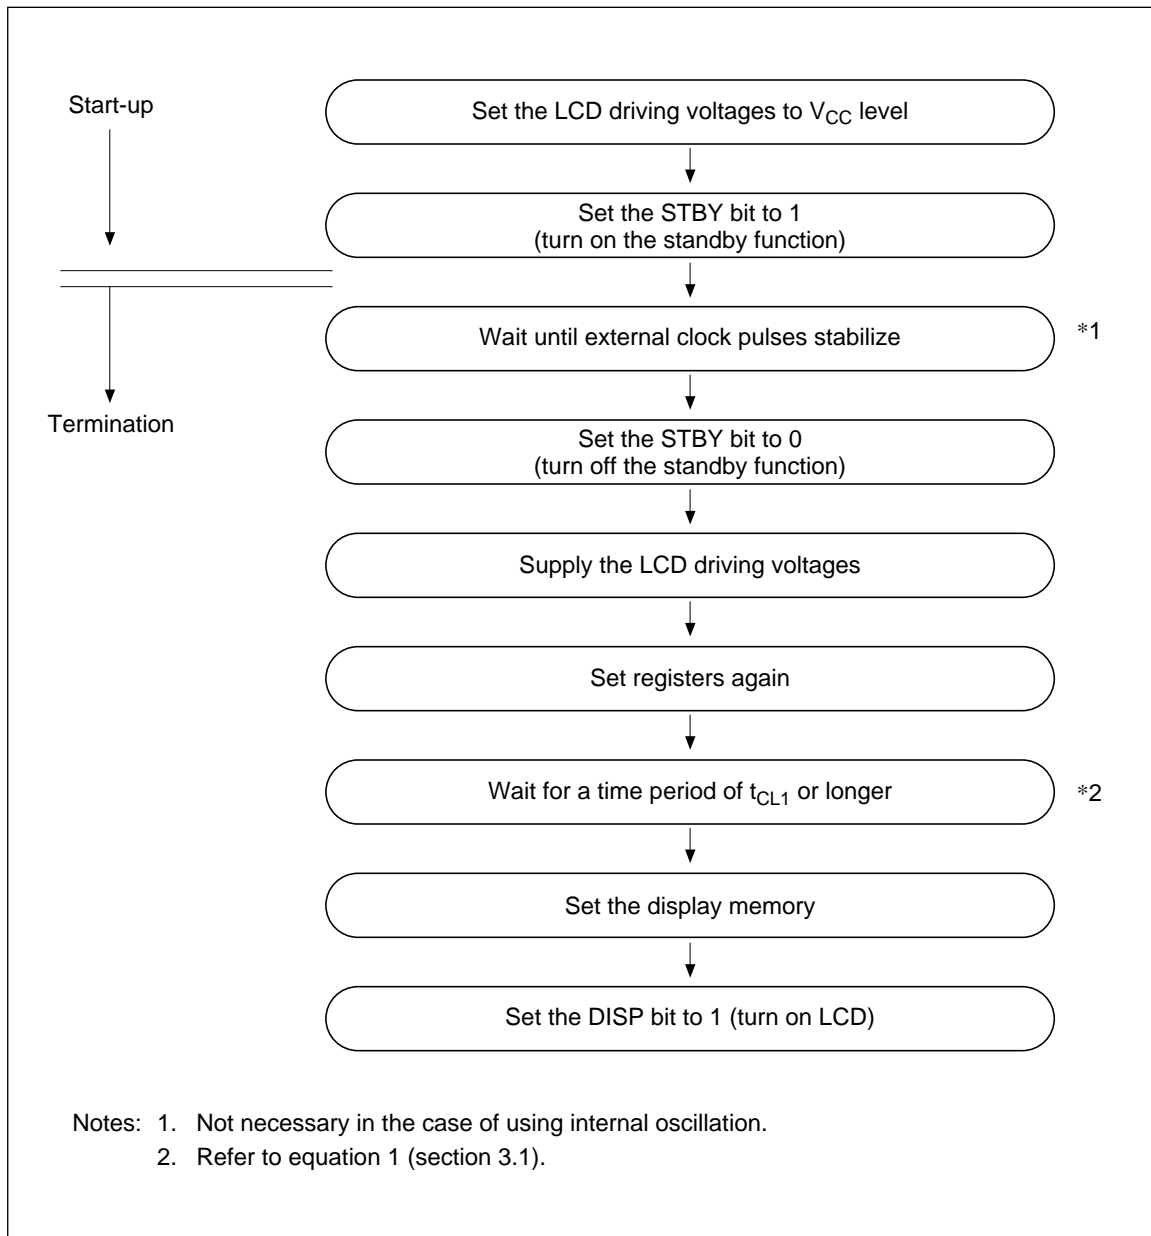 Start-up
Set the LCD driving voltages to VCC level
Set the STBY bit to 1
(turn on the standby function)
Wait until external clock pulses stabilize
*1
Termination
Set the STBY bit to 0
(turn off the standby function)
Supply the LCD driving voltages
Set registers again
Wait for a time period of tCL1 or longer
*2
Set the display memory
Set the DISP bit to 1 (turn on LCD)
Notes: 1. Not necessary in the case of using internal oscillation.
2. Refer to equation 1 (section 3.1).